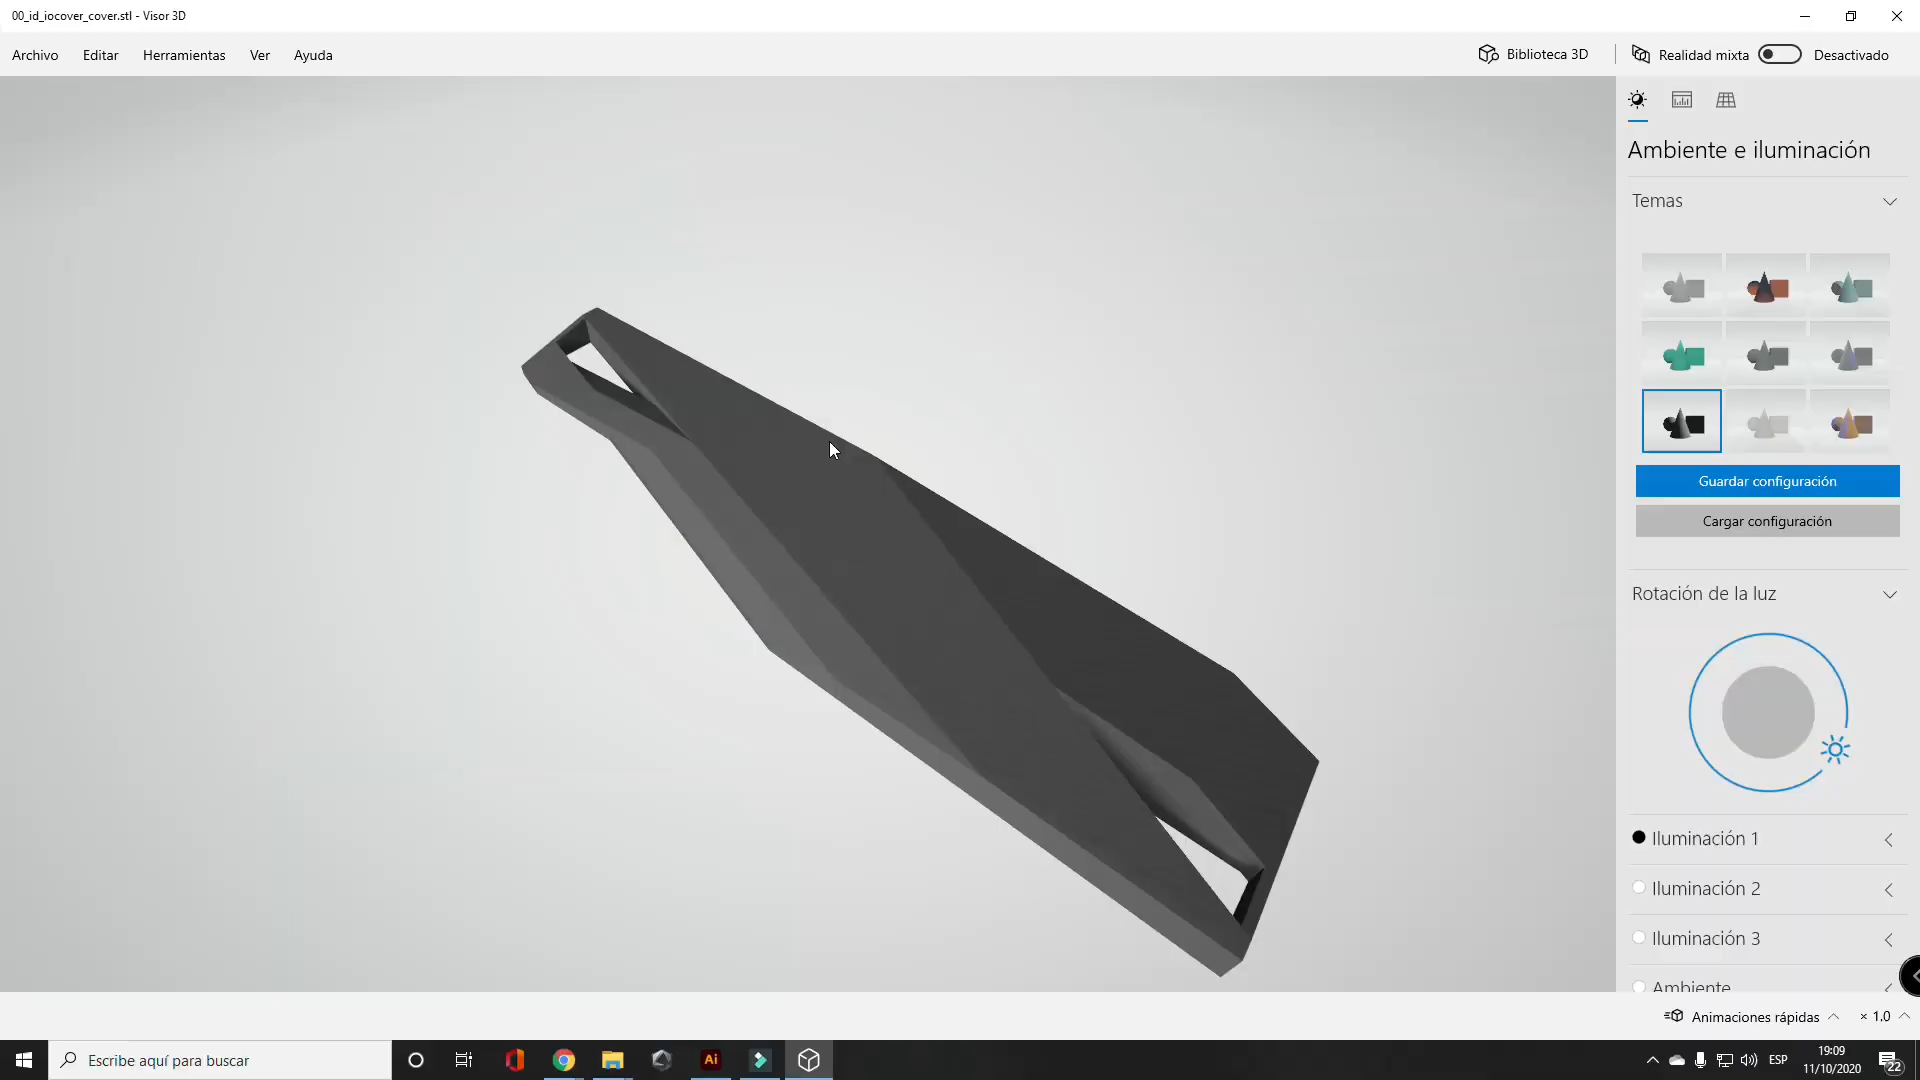 00_id_iocover_cover.stl - Visor 3D
Archivo Editar Herramientas Ver Ayuda
Biblioteca 3D
Realidad mixta
Desactivado
Ambiente e iluminación
Temas
Guardar configuración
Cargar configuración
Rotación de la luz
Iluminación 1
Iluminación 2
Iluminación 3
Ambiente
Animaciones rápidas
× 1.0
Escribe aquí para buscar
Ai
ESP
19:09
11/10/2020
22